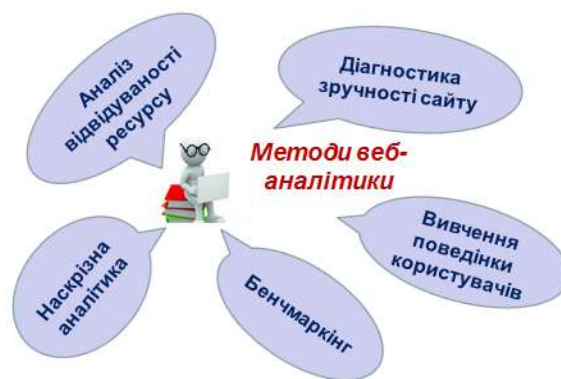 Аналіз
відвідуваності
ресурсу
Діагностика
зручності сайту
Методи веб-
аналітики
Вивчення
поведінки
користувачів
Наскрізна
аналітика
Бенчмаркінг